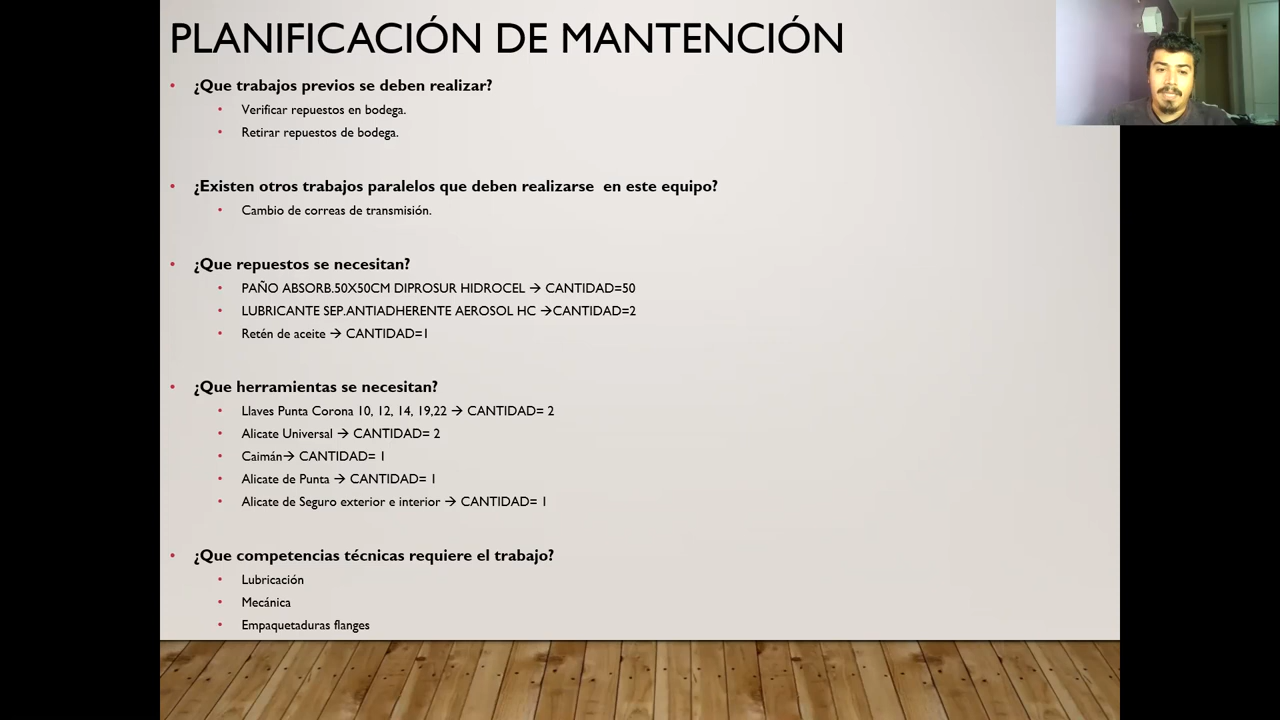 PLANIFICACIÓN DE MANTENCIÓN
• ¿Que trabajos previos se deben realizar?
• Verificar repuestos en bodega.
• Retirar repuestos de bodega.
• ¿Existen otros trabajos paralelos que deben realizarse  en este equipo?
• Cambio de correas de transmisión.
• ¿Que repuestos se necesitan?
• PAÑO ABSORB.50X50CM DIPROSUR HIDROCEL → CANTIDAD=50
• LUBRICANTE SEP.ANTIADHERENTE AEROSOL HC →CANTIDAD=2
• Retén de aceite → CANTIDAD=1
• ¿Que herramientas se necesitan?
• Llaves Punta Corona 10, 12, 14, 19,22 → CANTIDAD= 2
• Alicate Universal → CANTIDAD= 2
• Caimán→ CANTIDAD= 1
• Alicate de Punta → CANTIDAD= 1
• Alicate de Seguro exterior e interior → CANTIDAD= 1
• ¿Que competencias técnicas requiere el trabajo?
• Lubricación
• Mecánica
• Empaquetaduras flanges